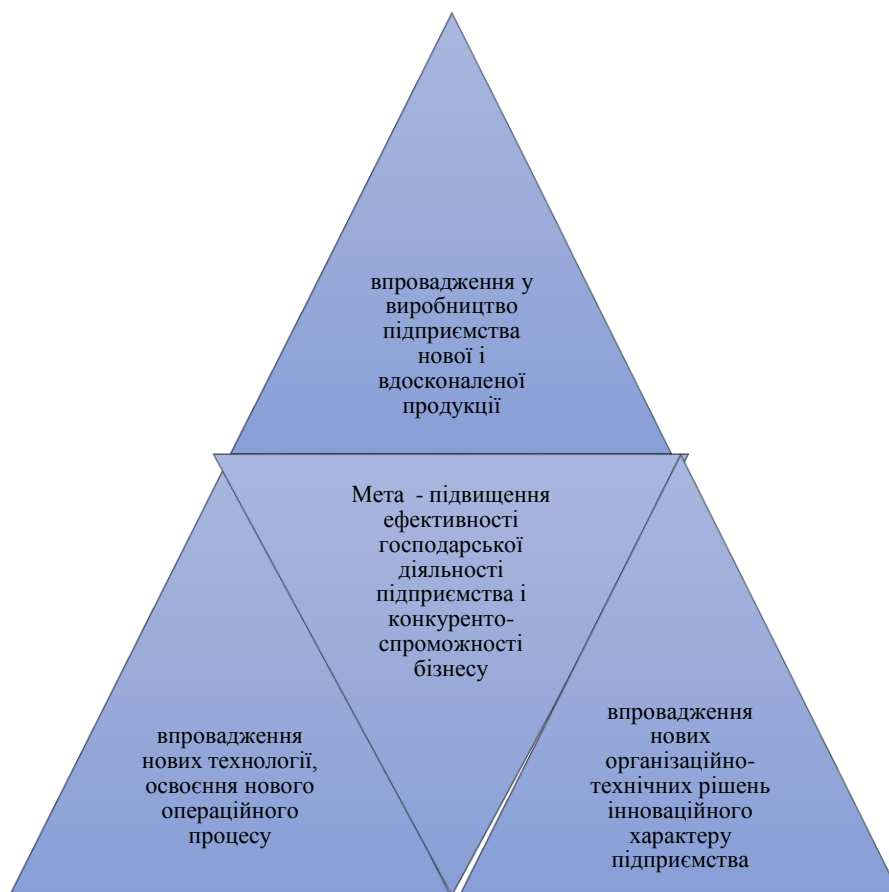 впровадження у
виробництво
підприємства
нової і
вдосконаленої
продукції
Мета - підвищення
ефективності
господарської
діяльності
підприємства і
конкуренто-
спроможності
бізнесу
впровадження
нових технології,
освоєння нового
операційного
процесу
впровадження
нових
організаційно-
технічних рішень
інноваційного
характеру
підприємства